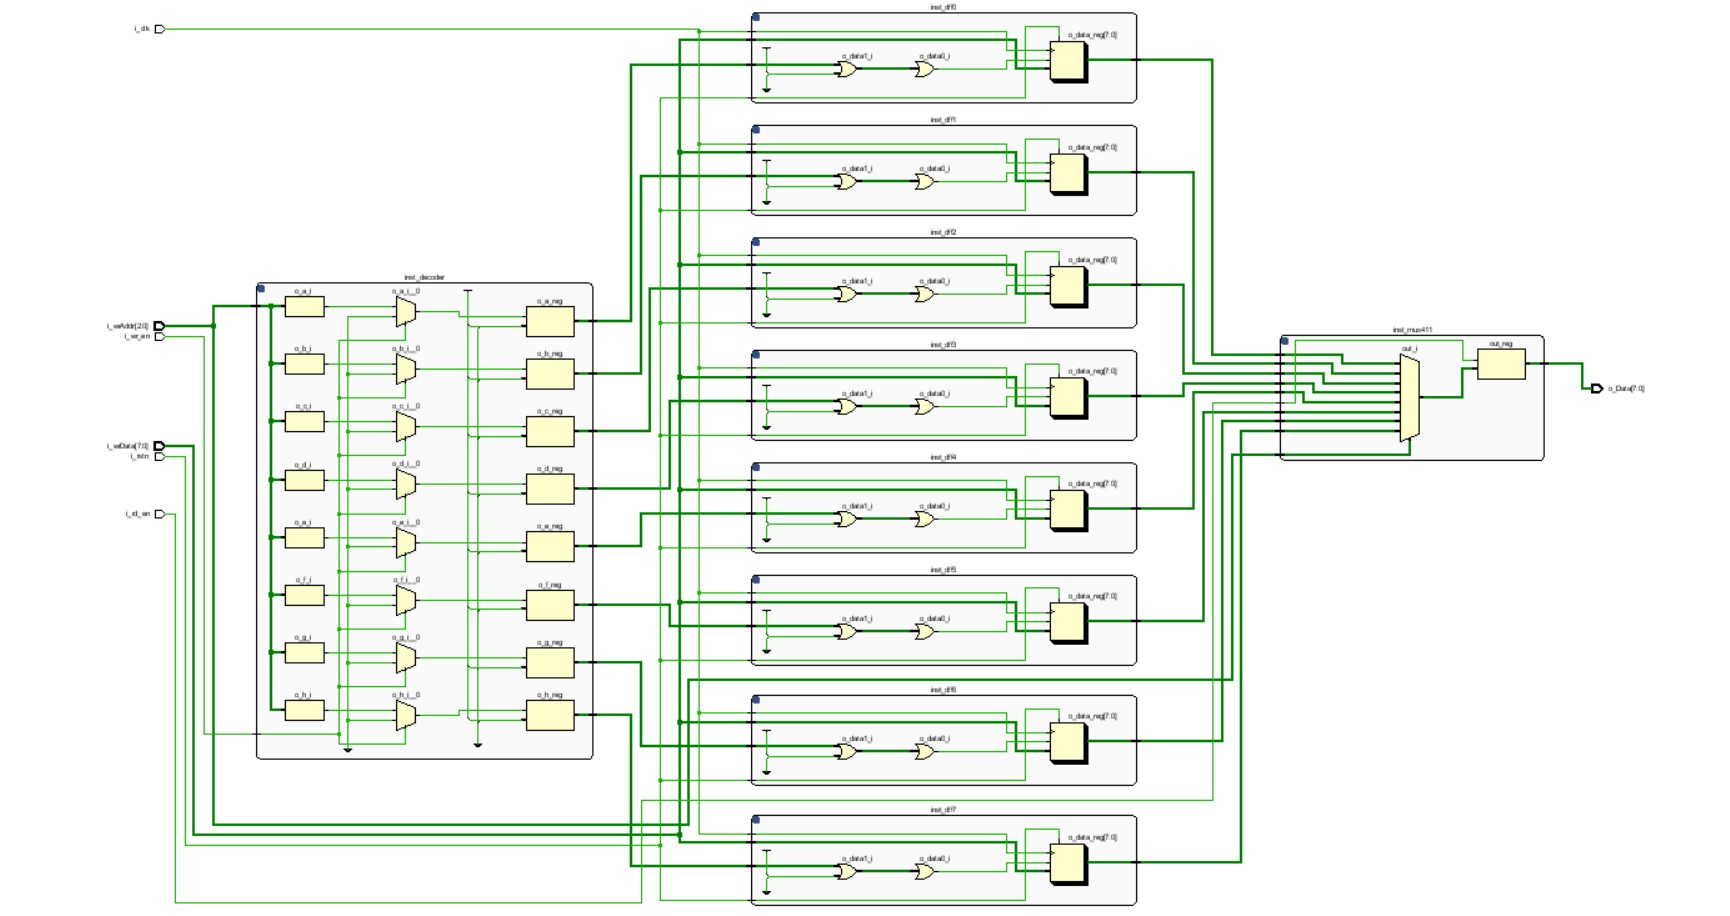 inst_dff0
i_clk
o_data_reg[7:0]
o_data1_i
o_data0_i
inst_dff1
o_data_reg[7:0]
o_data1_i
o_data0_i
inst_dff2
o_data_reg[7:0]
o_data1_i
o_data0_i
inst_decoder
o_a_i
o_a_i__0
o_a_reg
i_wrAddr[2:0]
i_wr_en
inst_mux411
out_i
out_reg
o_b_i
o_b_i__0
o_b_reg
inst_dff3
o_data_reg[7:0]
o_data1_i
o_data0_i
o_Data[7:0]
o_c_i
o_c_i__0
o_c_reg
i_wrData[7:0]
i_rstn
inst_dff4
o_data_reg[7:0]
o_data1_i
o_data0_i
o_d_i
o_d_i__0
o_d_reg
i_rd_en
o_e_i
o_e_i__0
o_e_reg
inst_dff5
o_data_reg[7:0]
o_data1_i
o_data0_i
o_f_i
o_f_i__0
o_f_reg
o_g_i
o_g_i__0
o_g_reg
inst_dff6
o_data_reg[7:0]
o_data1_i
o_data0_i
o_h_i
o_h_i__0
o_h_reg
inst_dff7
o_data_reg[7:0]
o_data1_i
o_data0_i